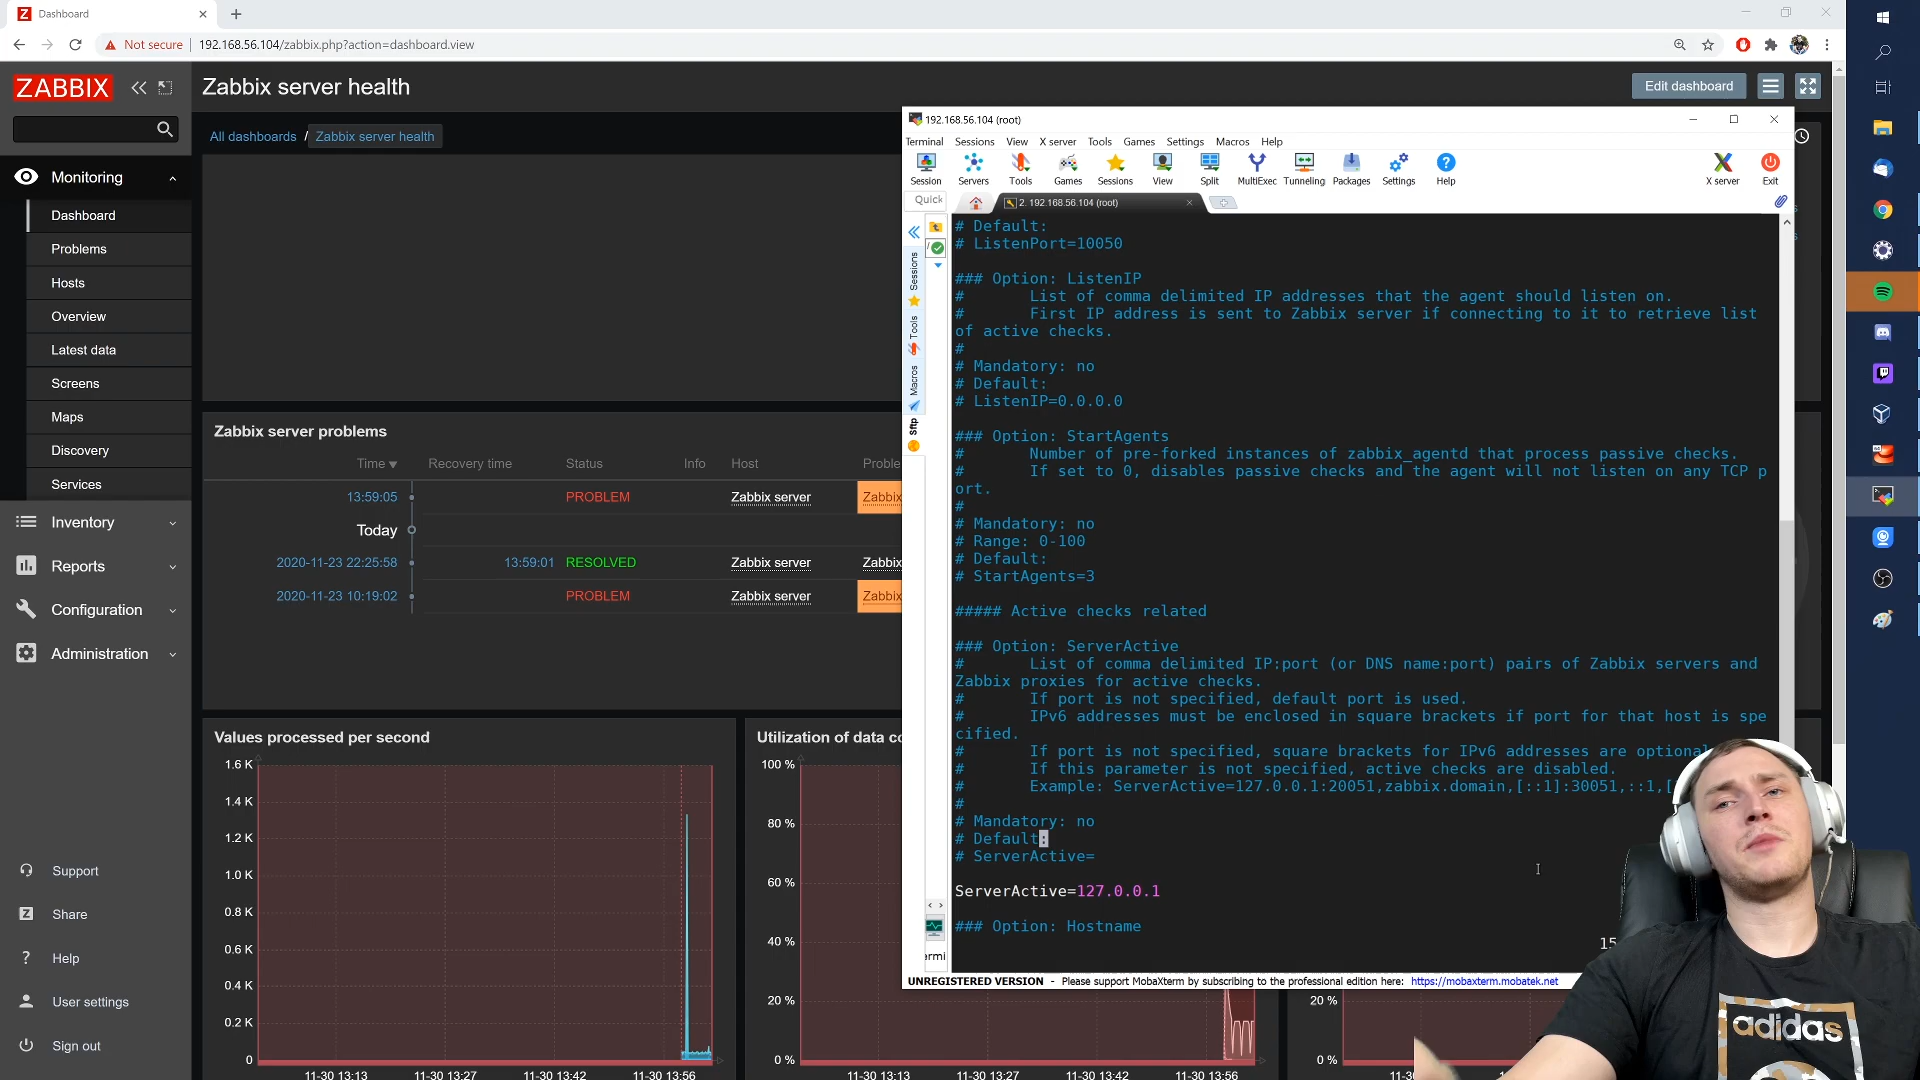 Dashboard
Not secure
192.168.56.104/zabbix.php?action=dashboard.view
ZABBIX
Zabbix server health
Edit dashboard
All dashboards / Zabbix server health
Monitoring
Dashboard
Problems
Hosts
Overview
Latest data
Screens
Maps
Discovery
Services
Inventory
Reports
Configuration
Administration
Support
Share
Help
User settings
Sign out
Zabbix server problems
Time ▼ Recovery time Status Info Host Proble
13:59:05 PROBLEM Zabbix server Zabbix
Today
2020-11-23 22:25:58 13:59:01 RESOLVED Zabbix server Zabbix
2020-11-23 10:19:02 PROBLEM Zabbix server Zabbix
Values processed per second
1.6 K
1.4 K
1.2 K
1.0 K
0.8 K
0.6 K
0.4 K
0.2 K
0
11-30 13:13 11-30 13:27 11-30 13:42 11-30 13:56
Utilization of data co
100 %
80 %
60 %
40 %
20 %
0 %
11-30 13:13 11-30 13:27 11-30 13:42 11-30 13:56
20 %
0 %
11-30
192.168.56.104 (root)
Terminal Sessions View X server Tools Games Settings Macros Help
Session Servers Tools Games Sessions View Split MultiExec Tunneling Packages Settings Help X server Exit
Quick
2. 192.168.56.104 (root)
Sessions
Tools
Macros
Sftp
ermi
# Default:
# ListenPort=10050
### Option: ListenIP
# List of comma delimited IP addresses that the agent should listen on.
# First IP address is sent to Zabbix server if connecting to it to retrieve list
of active checks.
#
# Mandatory: no
# Default:
# ListenIP=0.0.0.0
### Option: StartAgents
# Number of pre-forked instances of zabbix_agentd that process passive checks.
# If set to 0, disables passive checks and the agent will not listen on any TCP p
ort.
#
# Mandatory: no
# Range: 0-100
# Default:
# StartAgents=3
##### Active checks related
### Option: ServerActive
# List of comma delimited IP:port (or DNS name:port) pairs of Zabbix servers and
Zabbix proxies for active checks.
# If port is not specified, default port is used.
# IPv6 addresses must be enclosed in square brackets if port for that host is spe
cified.
# If port is not specified, square brackets for IPv6 addresses are optional
# If this parameter is not specified, active checks are disabled.
# Example: ServerActive=127.0.0.1:20051,zabbix.domain,[::1]:30051,::1,[
#
# Mandatory: no
# Default:
# ServerActive=
ServerActive=127.0.0.1
### Option: Hostname
15
UNREGISTERED VERSION - Please support MobaXterm by subscribing to the professional edition here: https://mobaxterm.mobatek.net
adidas